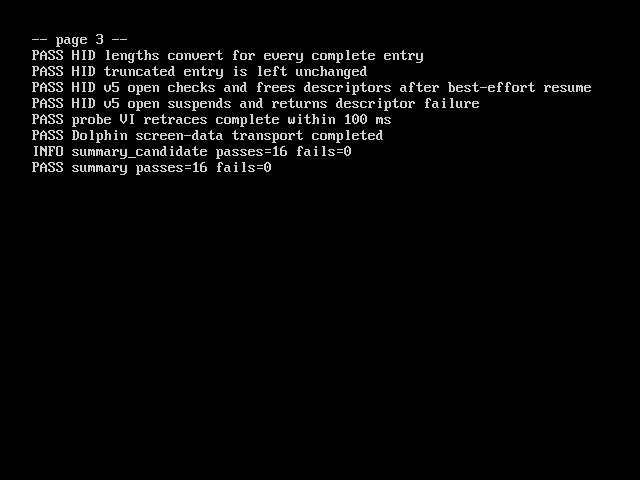 -- page 3 --
PASS HID lengths convert for every complete entry
PASS HID truncated entry is left unchanged
PASS HID v5 open checks and frees descriptors after best-effort resume
PASS HID v5 open suspends and returns descriptor failure
PASS probe VI retraces complete within 100 ms
PASS Dolphin screen-data transport completed
INFO summary_candidate passes=16 fails=0
PASS summary passes=16 fails=0